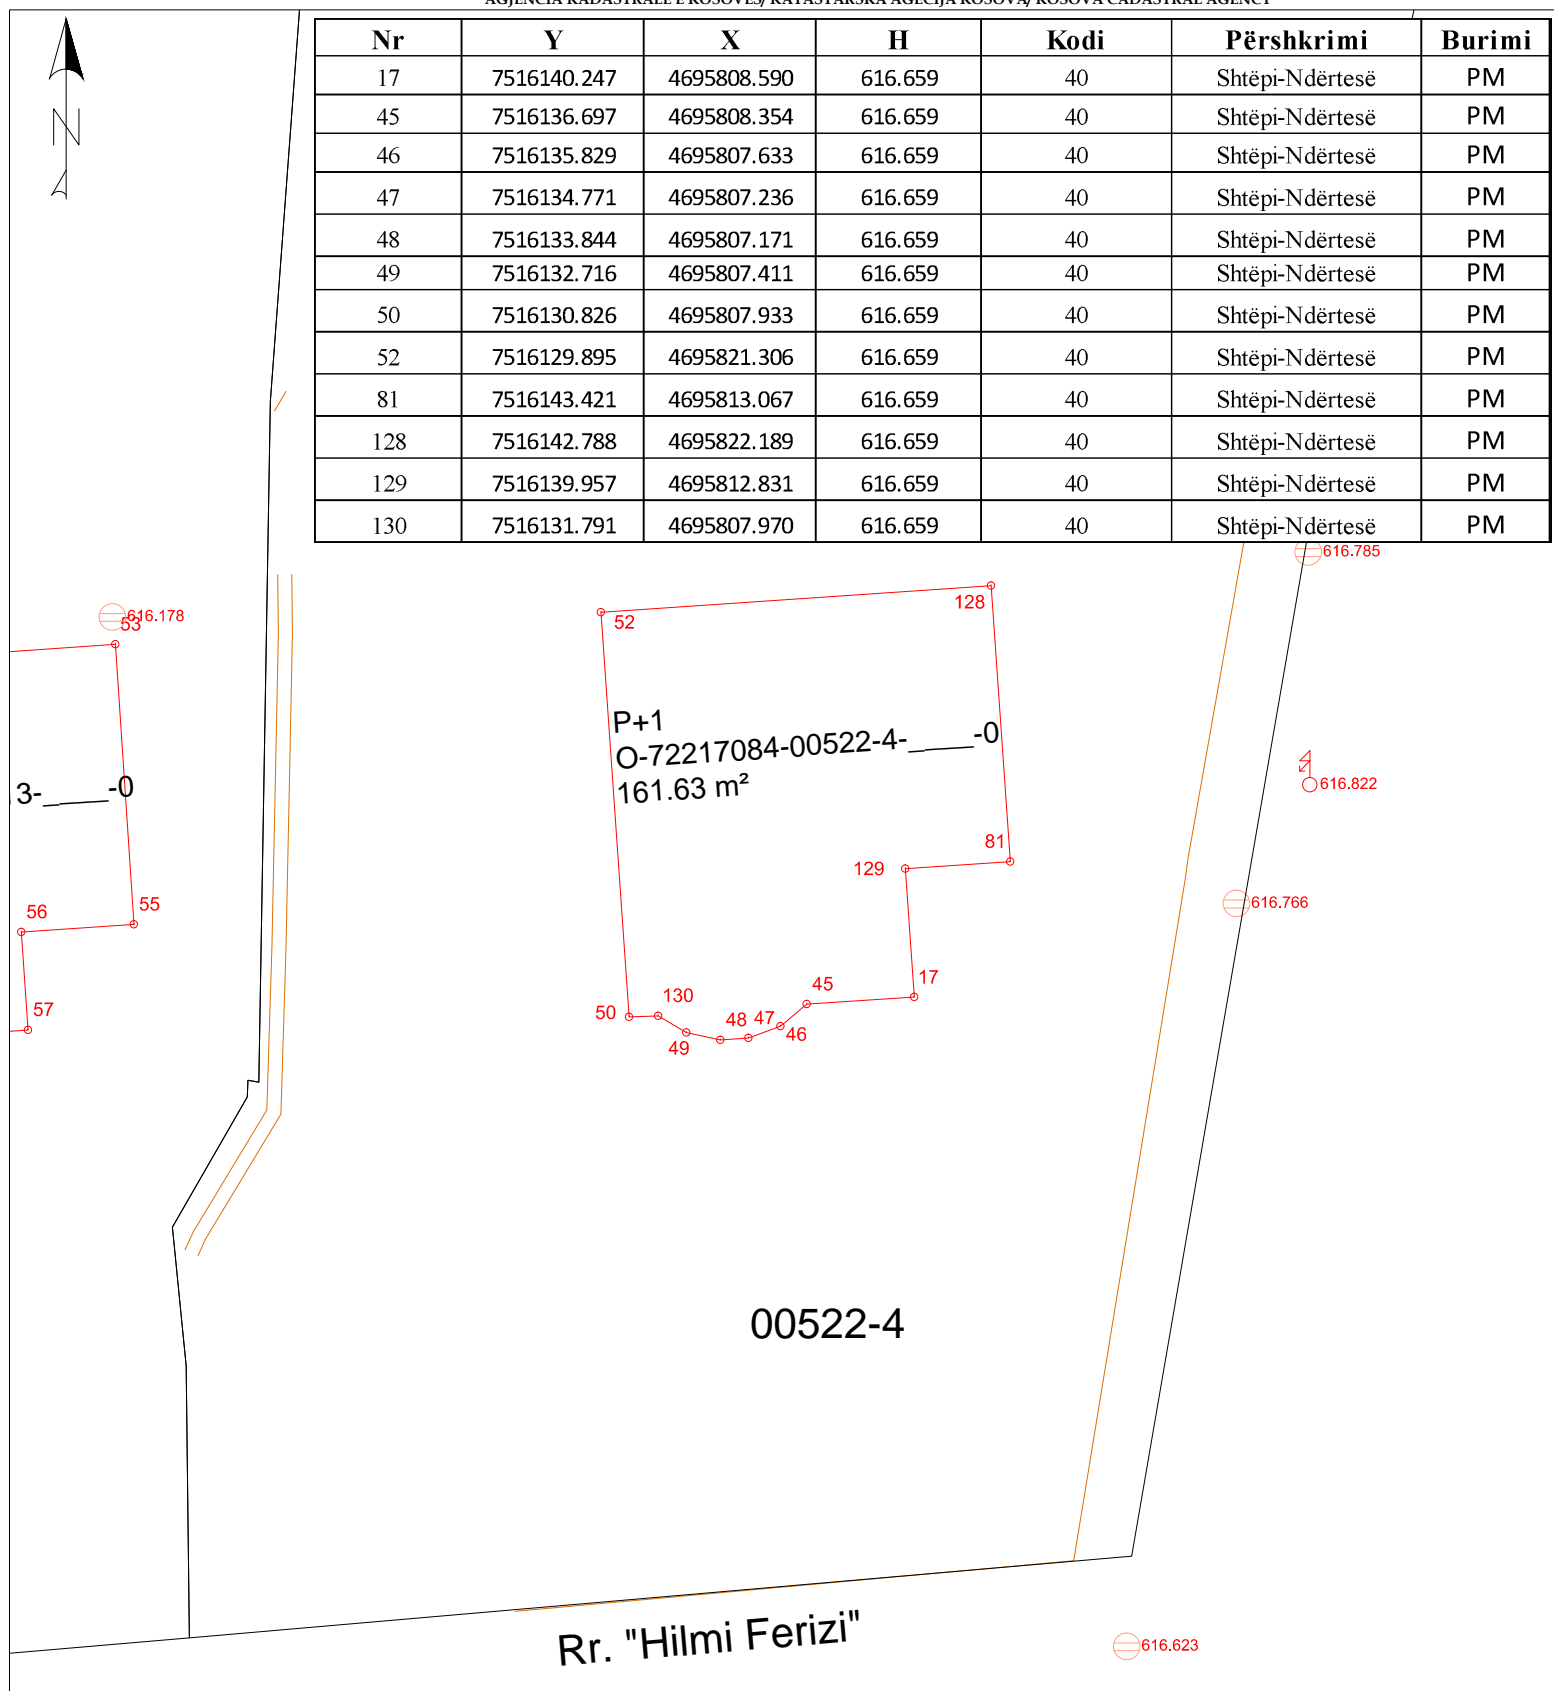 AGJENCIA KADASTRALE E KOSOVËS/ KATASTARSKA AGECIJA KOSOVA/ KOSOVA CADASTRAL AGENCY
Nr Y X H Kodi Përshkrimi Burimi
17 7516140.247 4695808.590 616.659 40 Shtëpi-Ndërtesë PM
45 7516136.697 4695808.354 616.659 40 Shtëpi-Ndërtesë PM
46 7516135.829 4695807.633 616.659 40 Shtëpi-Ndërtesë PM
47 7516134.771 4695807.236 616.659 40 Shtëpi-Ndërtesë PM
48 7516133.844 4695807.171 616.659 40 Shtëpi-Ndërtesë PM
49 7516132.716 4695807.411 616.659 40 Shtëpi-Ndërtesë PM
50 7516130.826 4695807.933 616.659 40 Shtëpi-Ndërtesë PM
52 7516129.895 4695821.306 616.659 40 Shtëpi-Ndërtesë PM
81 7516143.421 4695813.067 616.659 40 Shtëpi-Ndërtesë PM
128 7516142.788 4695822.189 616.659 40 Shtëpi-Ndërtesë PM
129 7516139.957 4695812.831 616.659 40 Shtëpi-Ndërtesë PM
130 7516131.791 4695807.970 616.659 40 Shtëpi-Ndërtesë PM
N
616.785
616.178
53
52
128
P+1
O-72217084-00522-4-____-0
161.63 m²
3-____-0
616.822
81
129
616.766
55
56
17
45
130
50
57
48
47
46
49
00522-4
Rr. "Hilmi Ferizi"
616.623